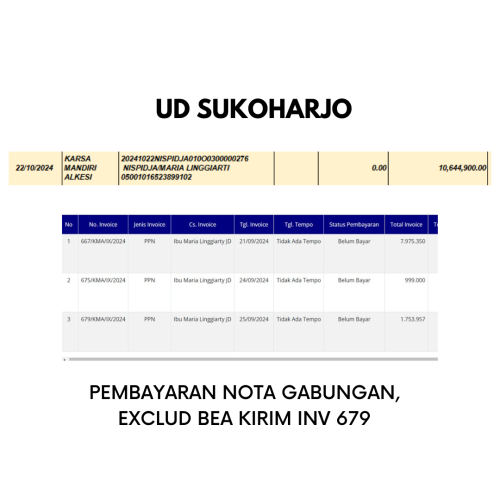 UD SUKOHARJO
22/10/2024 KARSA MANDIRI ALKESI 20241022NISPIDJA010O0300000276 NISPIDJA/MARIA LINGGIARTI 05001016523899102 0.00 10,644,900.00
No No. Invoice Jenis Invoice Cs. Invoice Tgl. Invoice Tgl. Tempo Status Pembayaran Total Invoice
1 667/KMA/IX/2024 PPN Ibu Maria Linggiarty JD 21/09/2024 Tidak Ada Tempo Belum Bayar 7.975.350
2 675/KMA/IX/2024 PPN Ibu Maria Linggiarty JD 24/09/2024 Tidak Ada Tempo Belum Bayar 999.000
3 679/KMA/IX/2024 PPN Ibu Maria Linggiarty JD 25/09/2024 Tidak Ada Tempo Belum Bayar 1.753.957
PEMBAYARAN NOTA GABUNGAN,
EXCLUD BEA KIRIM INV 679